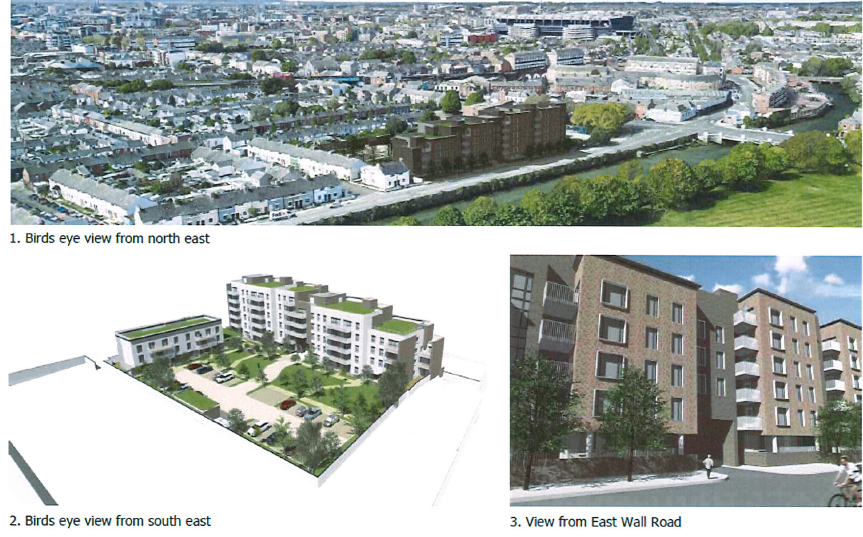 1. Birds eye view from north east
2. Birds eye view from south east
3. View from East Wall Road